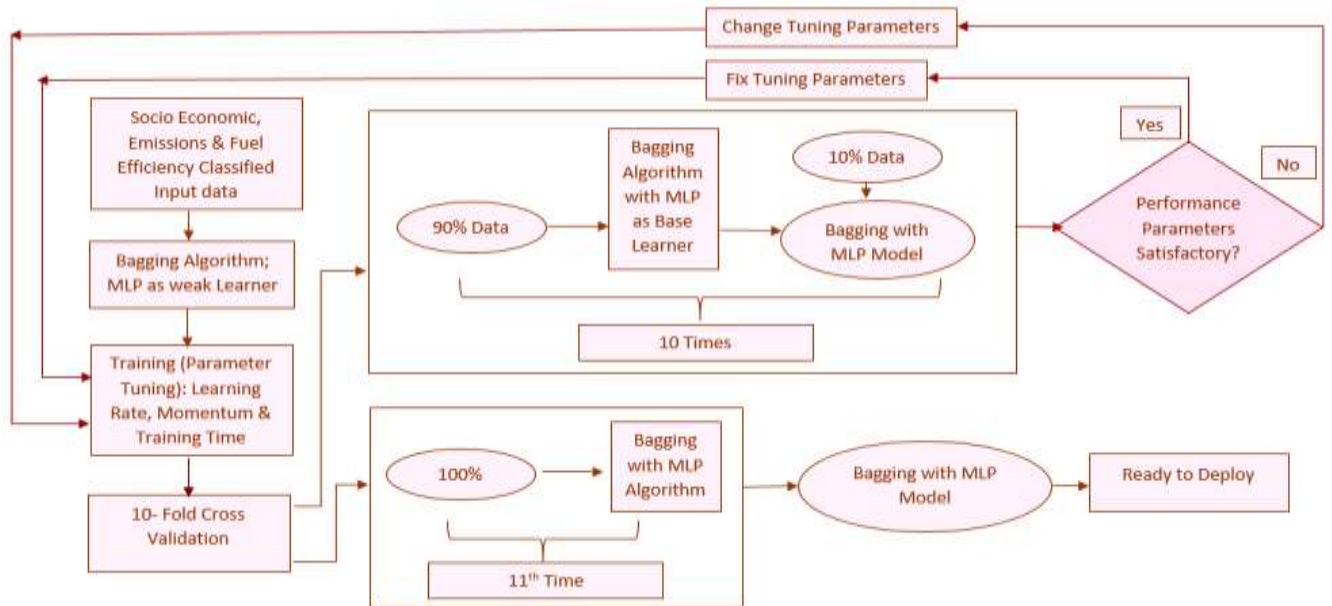 Change Tuning Parameters
Fix Tuning Parameters
Socio Economic,
Emissions & Fuel
Efficiency Classified
Input data
Bagging Algorithm;
MLP as weak Learner
Training (Parameter
Tuning): Learning
Rate, Momentum &
Training Time
10- Fold Cross
Validation
90% Data
Bagging
Algorithm
with MLP
as Base
Learner
10% Data
Bagging with
MLP Model
10 Times
Yes
No
Performance
Parameters
Satisfactory?
100%
Bagging
with MLP
Algorithm
11th Time
Bagging with MLP
Model
Ready to Deploy